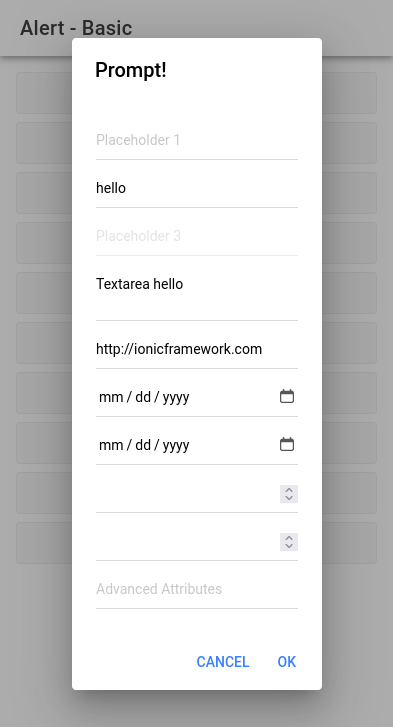 Alert - Basic
Prompt!
Placeholder 1
hello
Placeholder 3
Textarea hello
http://ionicframework.com
mm / dd / yyyy
mm / dd / yyyy
Advanced Attributes
CANCEL OK